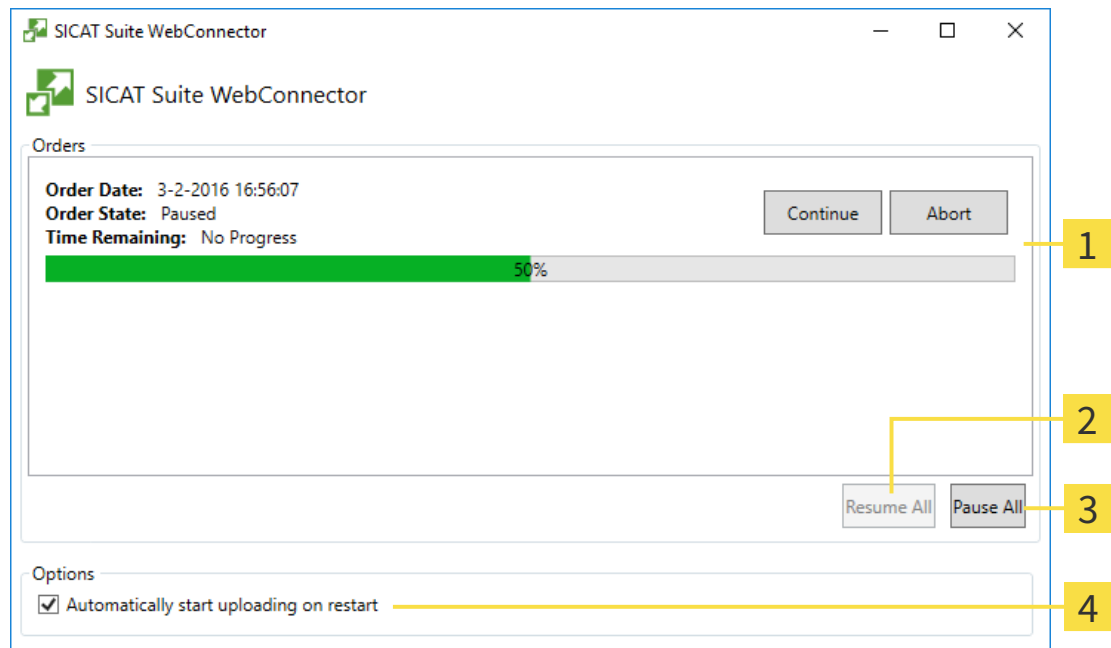 SICAT Suite WebConnector
SICAT Suite WebConnector
Orders
Order Date: 3-2-2016 16:56:07
Order State: Paused
Time Remaining: No Progress
Continue
Abort
1
50%
2
Resume All
Pause All
3
Options
Automatically start uploading on restart
4